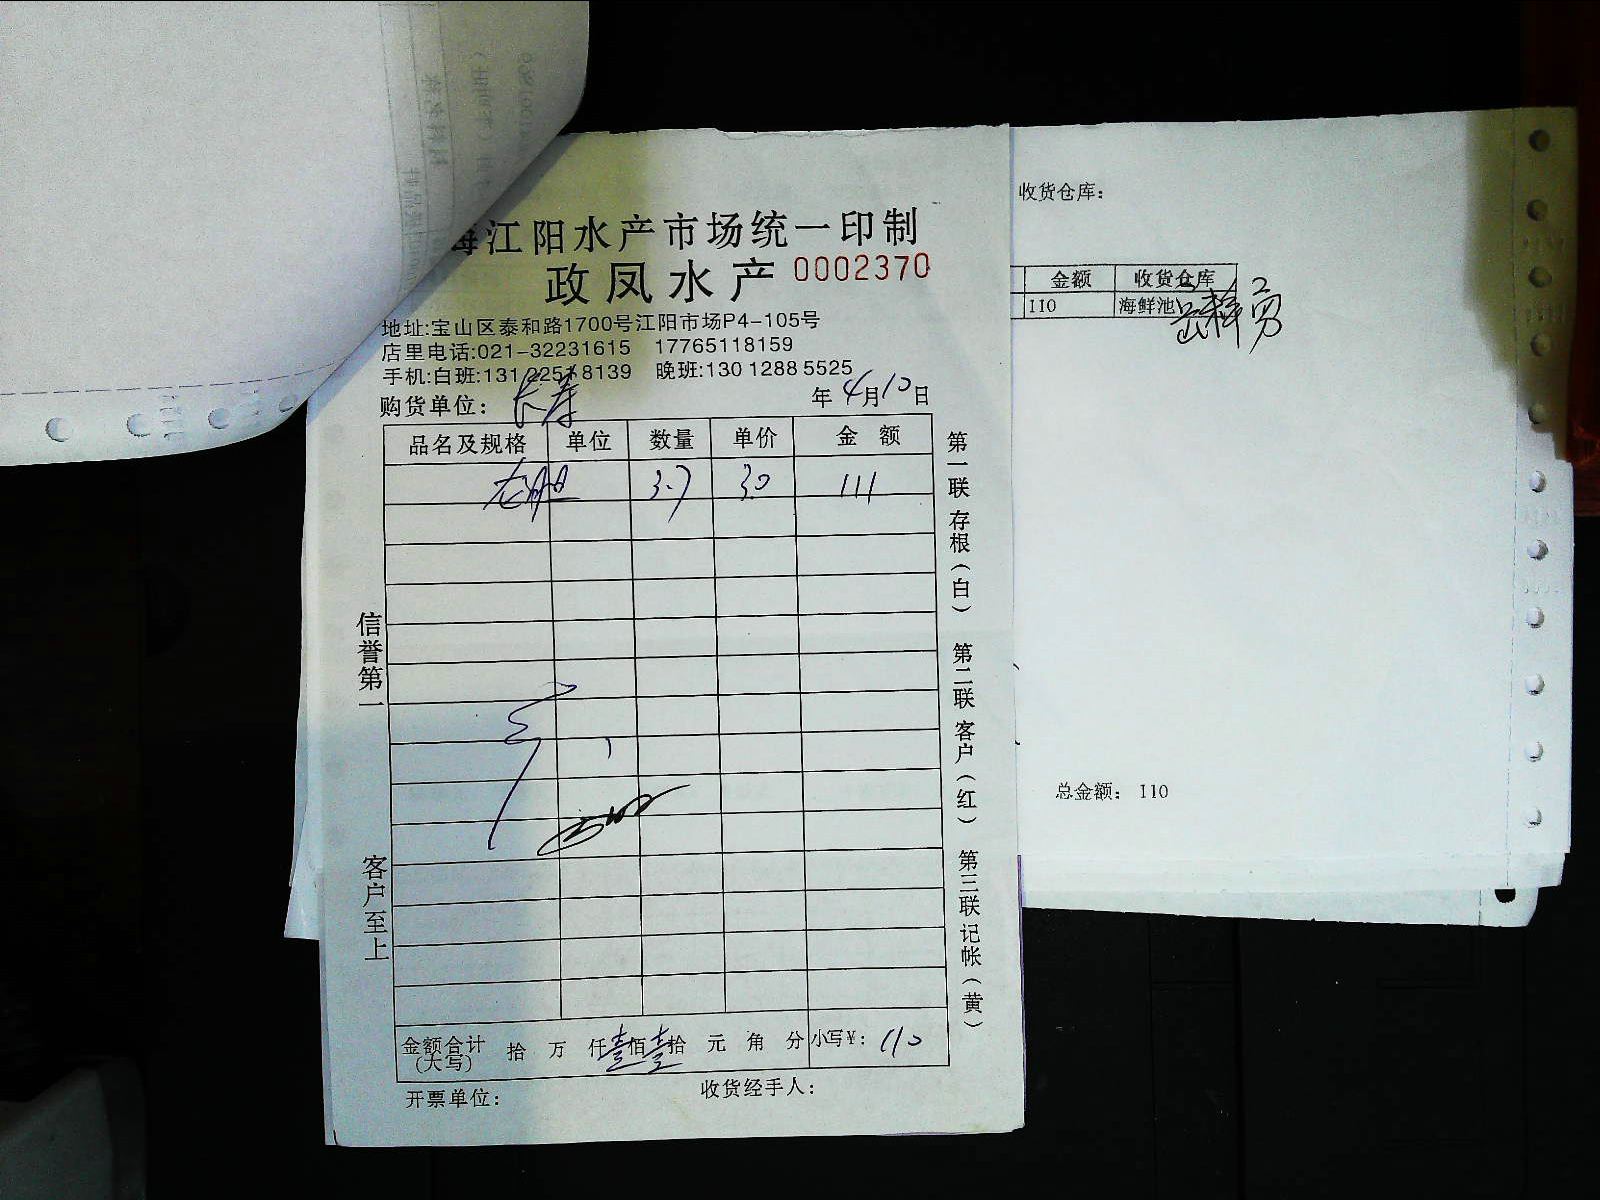 海江阳水产市场统一印制
政凤水产 0002370
地址:宝山区泰和路1700号江阳市场P4-105号
店里电话:021-32231615 17765118159
手机:白班:131 2251 8139 晚班:130 1288 5525
购货单位: 长寿 年4月10日
品名及规格 单位 数量 单价 金额
龙胆 3.7 30 111
金额合计(大写) 拾 万 仟壹佰壹拾 元 角 分 小写¥: 110
开票单位: 收货经手人:
信誉第一 客户至上
第一联存根(白) 第二联客户(红) 第三联记帐(黄)
收货仓库:
金额 收货仓库
110 海鲜池
总金额: 110